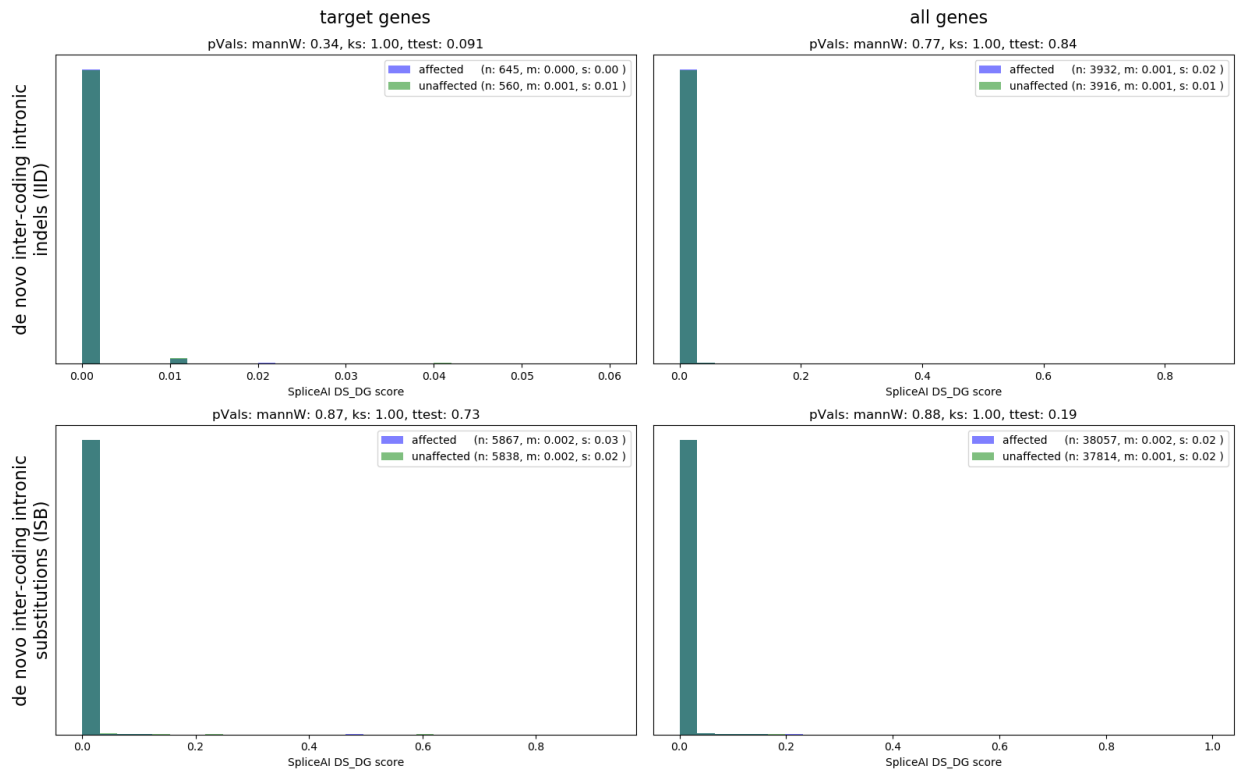 target genes
all genes
de novo inter-coding intronic
indels (IID)
pVals: mannW: 0.34, ks: 1.00, ttest: 0.091
affected (n: 645, m: 0.000, s: 0.00 )
unaffected (n: 560, m: 0.001, s: 0.01 )
0.00 0.01 0.02 0.03 0.04 0.05 0.06
SpliceAI DS_DG score
pVals: mannW: 0.77, ks: 1.00, ttest: 0.84
affected (n: 3932, m: 0.001, s: 0.02 )
unaffected (n: 3916, m: 0.001, s: 0.01 )
0.0 0.2 0.4 0.6 0.8
SpliceAI DS_DG score
de novo inter-coding intronic
substitutions (ISB)
pVals: mannW: 0.87, ks: 1.00, ttest: 0.73
affected (n: 5867, m: 0.002, s: 0.03 )
unaffected (n: 5838, m: 0.002, s: 0.02 )
0.0 0.2 0.4 0.6 0.8
SpliceAI DS_DG score
pVals: mannW: 0.88, ks: 1.00, ttest: 0.19
affected (n: 38057, m: 0.002, s: 0.02 )
unaffected (n: 37814, m: 0.001, s: 0.02 )
0.0 0.2 0.4 0.6 0.8 1.0
SpliceAI DS_DG score